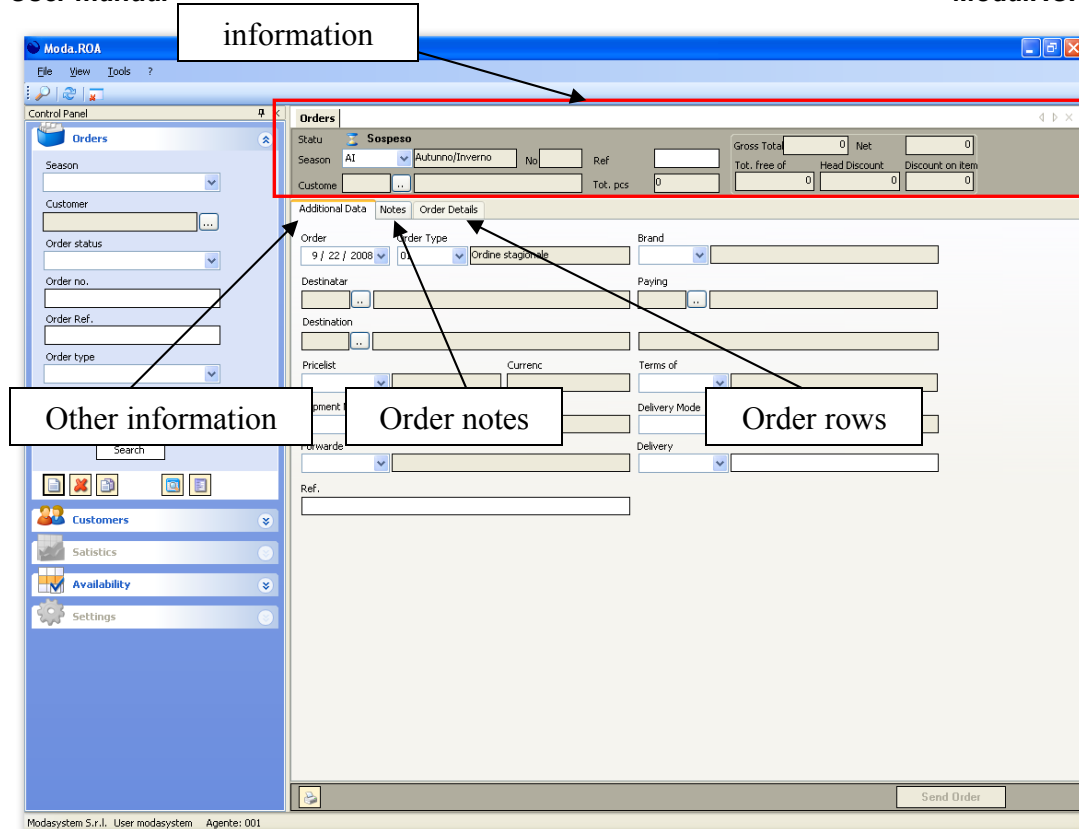 information
Moda.ROA
File View Tools ?
Control Panel
Orders
Season
Customer
...
Order status
Order no.
Order Ref.
Order type
Search
Customers
Satistics
Availability
Settings
Orders
Statu Sospeso
Season AI Autunno/Inverno No Ref
Custome .. Tot. pcs 0
Gross Total 0 Net 0
Tot. free of Head Discount Discount on item
0 0 0
Additional Data Notes Order Details
Order Order Type Brand
9/ 22 / 2008 Ordine stagionale
Destinatar Paying
.. ..
Destination
..
Pricelist Currenc Terms of
Delivery Mode
Other information Order notes Order rows
Forwarde Delivery
Ref.
Send Order
Modasystem S.r.l. User modasystem Agente: 001